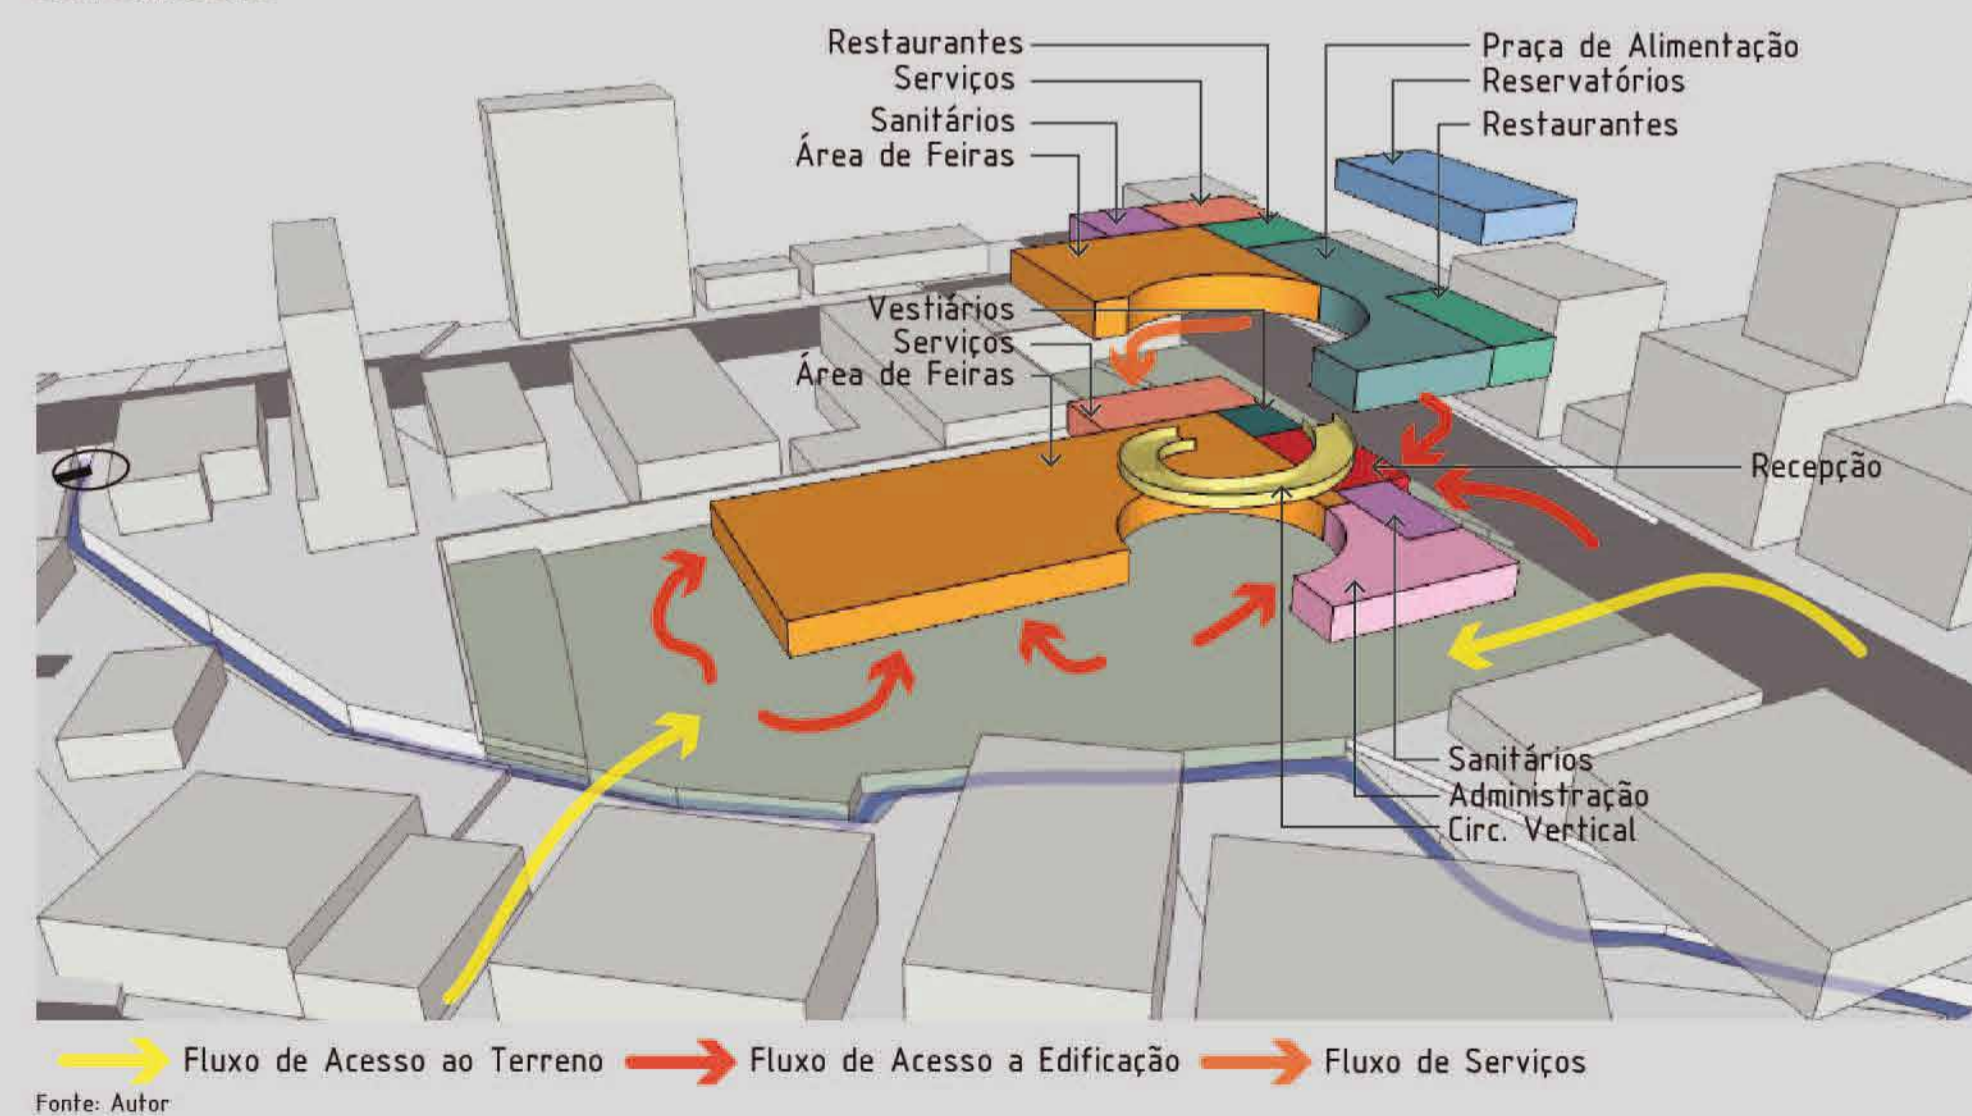 Restaurantes
Serviços
Sanitários
Área de Feiras
Praça de Alimentação
Reservatórios
Restaurantes
Vestiários
Serviços
Área de Feiras
Recepção
Sanitários
Administração
Circ. Vertical
Fluxo de Acesso ao Terreno
Fluxo de Acesso a Edificação
Fluxo de Serviços
Fonte: Autor